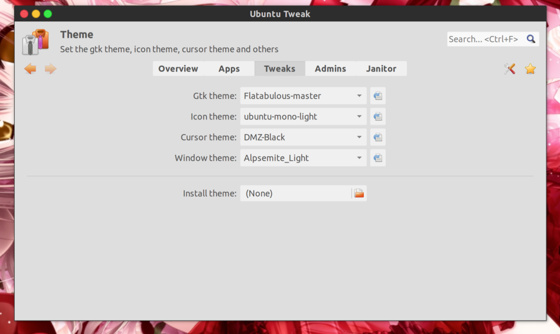 Ubuntu Tweak
Theme
Set the gtk theme, icon theme, cursor theme and others
Search... <Ctrl+F>
Overview Apps Tweaks Admins Janitor
Gtk theme: Flatabulous-master
Icon theme: ubuntu-mono-light
Cursor theme: DMZ-Black
Window theme: Alpsemite_Light
Install theme: (None)